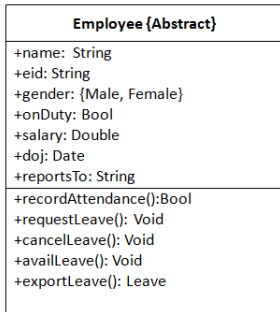 Employee {Abstract}
+name: String
+eid: String
+gender: {Male, Female}
+onDuty: Bool
+salary: Double
+doj: Date
+reportsTo: String
+recordAttendance():Bool
+requestLeave(): Void
+cancelLeave(): Void
+availLeave(): Void
+exportLeave(): Leave